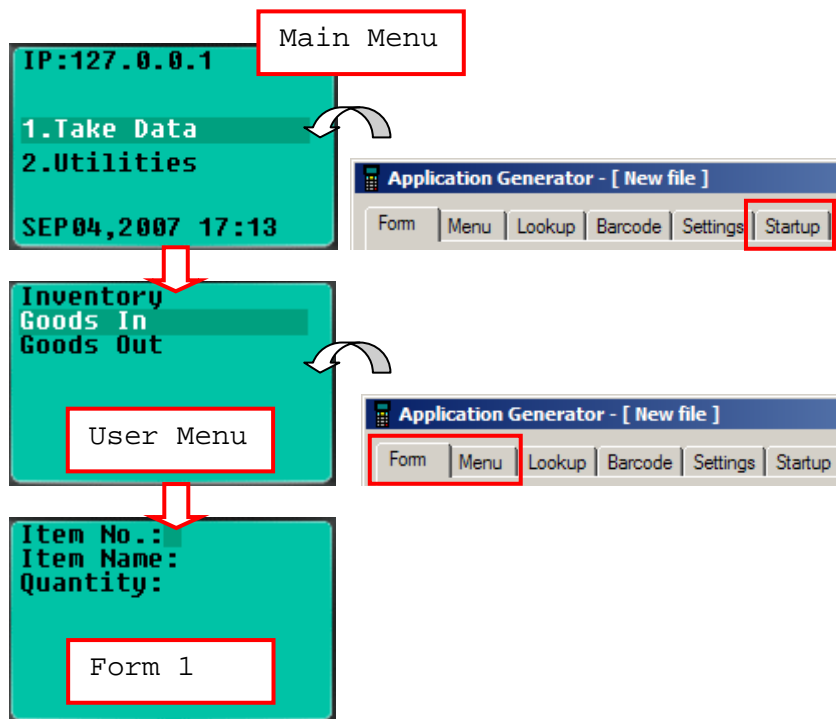 Main Menu
IP:127.0.0.1
1.Take Data
2.Utilities
SEP04,2007 17:13
Application Generator - [ New file ]
Form Menu Lookup Barcode Settings Startup
Inventory
Goods In
Goods Out
User Menu
Application Generator - [ New file ]
Form Menu Lookup Barcode Settings Startup
Item No.:
Item Name:
Quantity:
Form 1